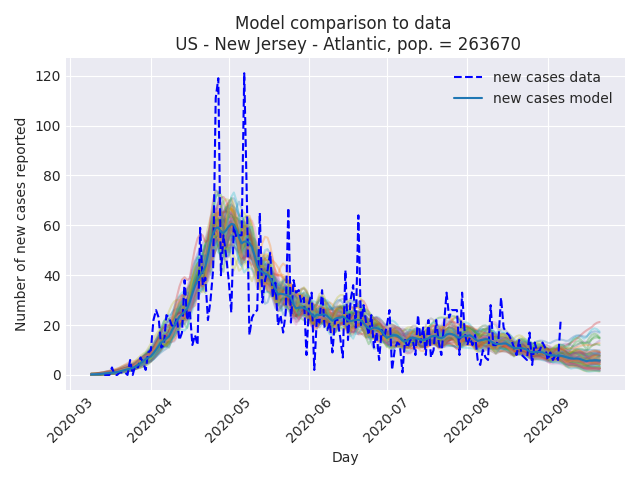 Model comparison to data
US - New Jersey - Atlantic, pop. = 263670
new cases data
new cases model
Number of new cases reported
120
100
80
60
40
20
0
2020-03
2020-04
2020-05
2020-06
2020-07
2020-08
2020-09
Day